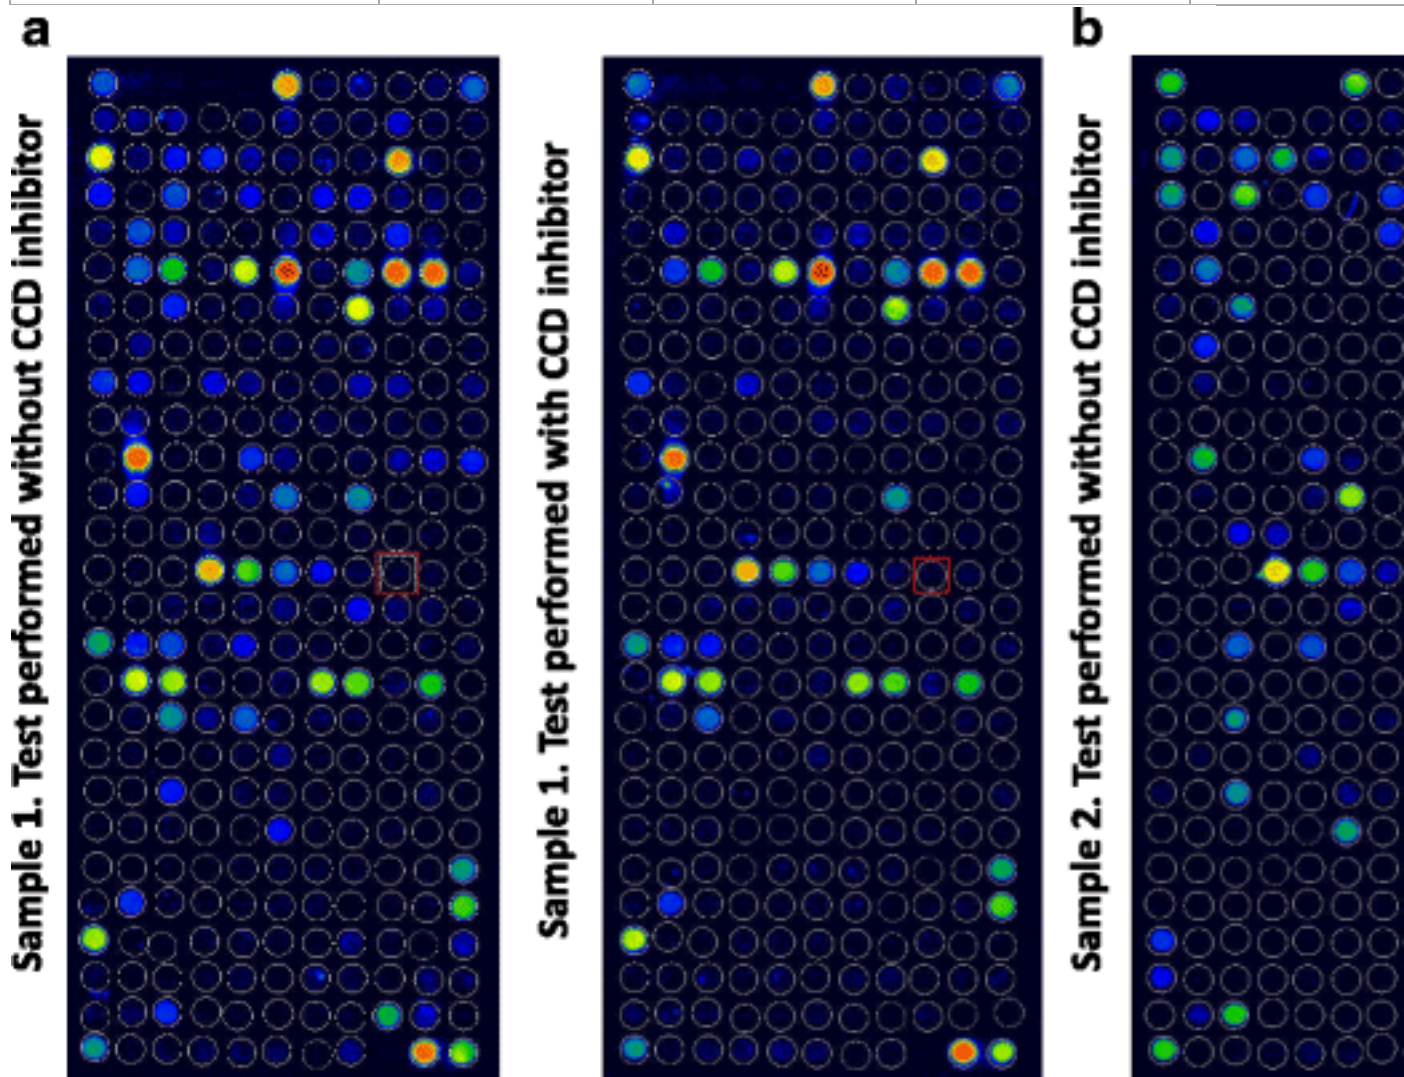 a
b
Sample 1. Test performed without CCD inhibitor
Sample 1. Test performed with CCD inhibitor
Sample 2. Test performed without CCD inhibitor